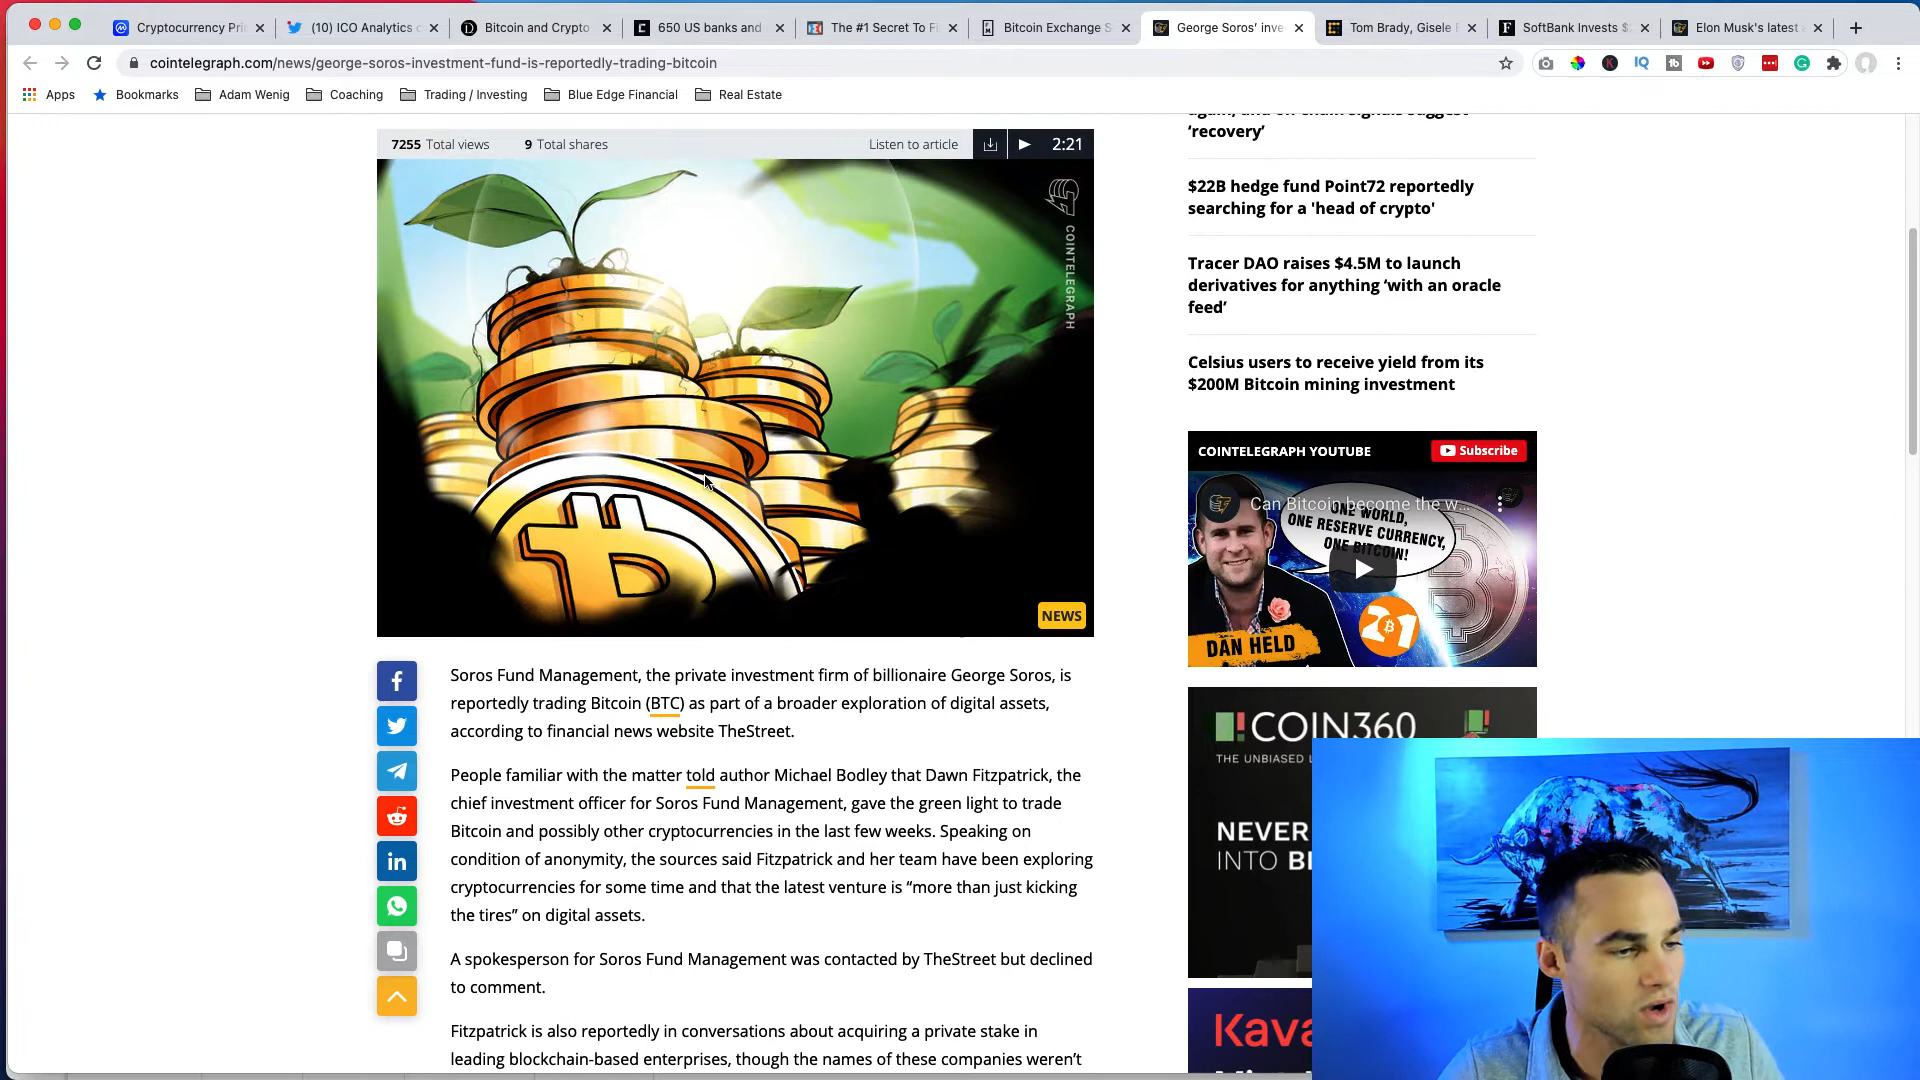 Cryptocurrency Pri
(10) ICO Analytics
Bitcoin and Crypto
650 US banks and
The #1 Secret To Fi
Bitcoin Exchange S
George Soros' inve
Tom Brady, Gisele
SoftBank Invests $
Elon Musk's latest
cointelegraph.com/news/george-soros-investment-fund-is-reportedly-trading-bitcoin
Apps
Bookmarks
Adam Wenig
Coaching
Trading / Investing
Blue Edge Financial
Real Estate
7255 Total views
9 Total shares
Listen to article
2:21
COINTELEGRAPH
NEWS
Soros Fund Management, the private investment firm of billionaire George Soros, is
reportedly trading Bitcoin (BTC) as part of a broader exploration of digital assets,
according to financial news website TheStreet.
People familiar with the matter told author Michael Bodley that Dawn Fitzpatrick, the
chief investment officer for Soros Fund Management, gave the green light to trade
Bitcoin and possibly other cryptocurrencies in the last few weeks. Speaking on
condition of anonymity, the sources said Fitzpatrick and her team have been exploring
cryptocurrencies for some time and that the latest venture is “more than just kicking
the tires” on digital assets.
A spokesperson for Soros Fund Management was contacted by TheStreet but declined
to comment.
Fitzpatrick is also reportedly in conversations about acquiring a private stake in
leading blockchain-based enterprises, though the names of these companies weren’t
‘recovery’
$22B hedge fund Point72 reportedly
searching for a 'head of crypto'
Tracer DAO raises $4.5M to launch
derivatives for anything ‘with an oracle
feed’
Celsius users to receive yield from its
$200M Bitcoin mining investment
COINTELEGRAPH YOUTUBE
Subscribe
Can Bitcoin become the w...
ONE WORLD,
ONE RESERVE CURRENCY,
ONE BITCOIN!
DAN HELD
21
COIN360
THE UNBIASED
NEVER
INTO
Kava